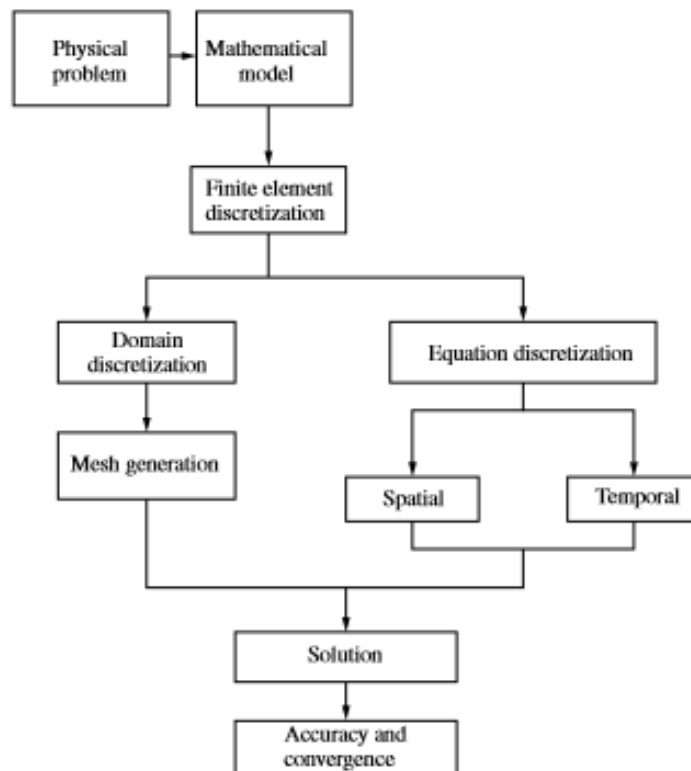 Physical
problem
Mathematical
model
Finite element
discretization
Domain
discretization
Equation discretization
Mesh generation
Spatial
Temporal
Solution
Accuracy and
convergence